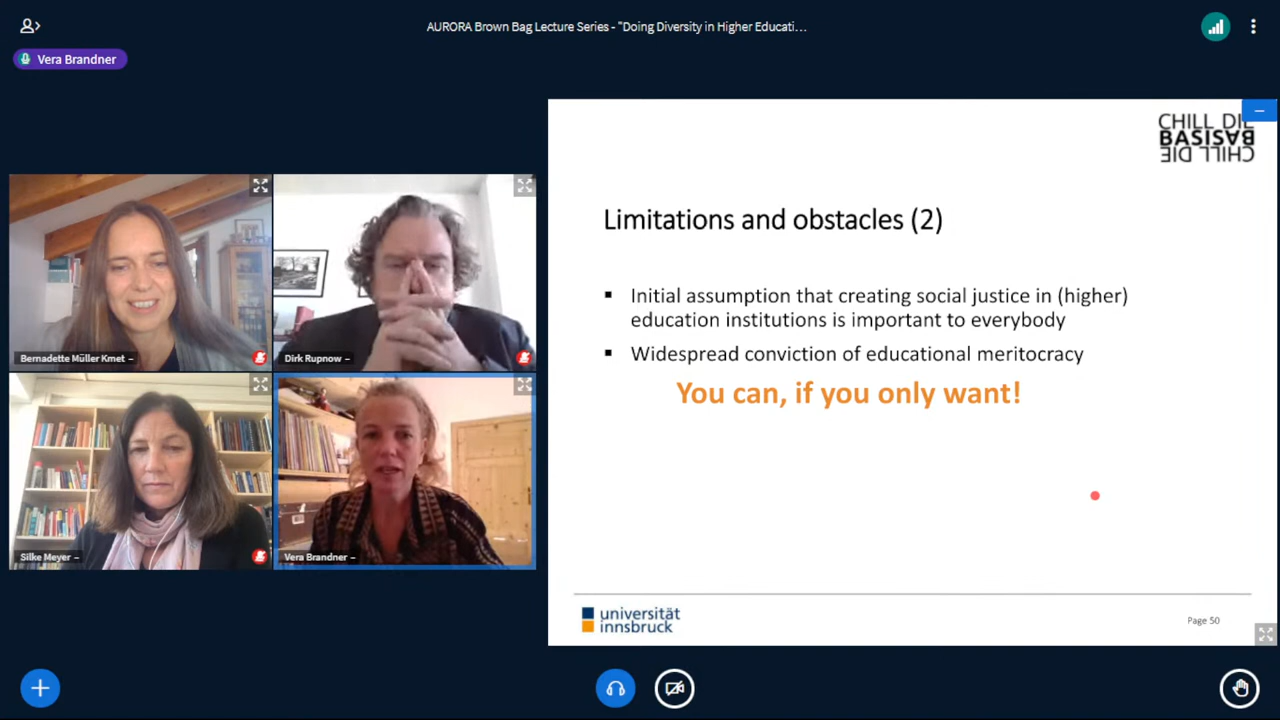 AURORA Brown Bag Lecture Series - "Doing Diversity in Higher Educati...
Vera Brandner
Bernadette Müller Kmet
Dirk Rupnow
Silke Meyer
Vera Brandner
CHILL DIE
BASIS
CHILL DIE
Limitations and obstacles (2)
▪ Initial assumption that creating social justice in (higher)
education institutions is important to everybody
▪ Widespread conviction of educational meritocracy
You can, if you only want!
universität
innsbruck
Page 50